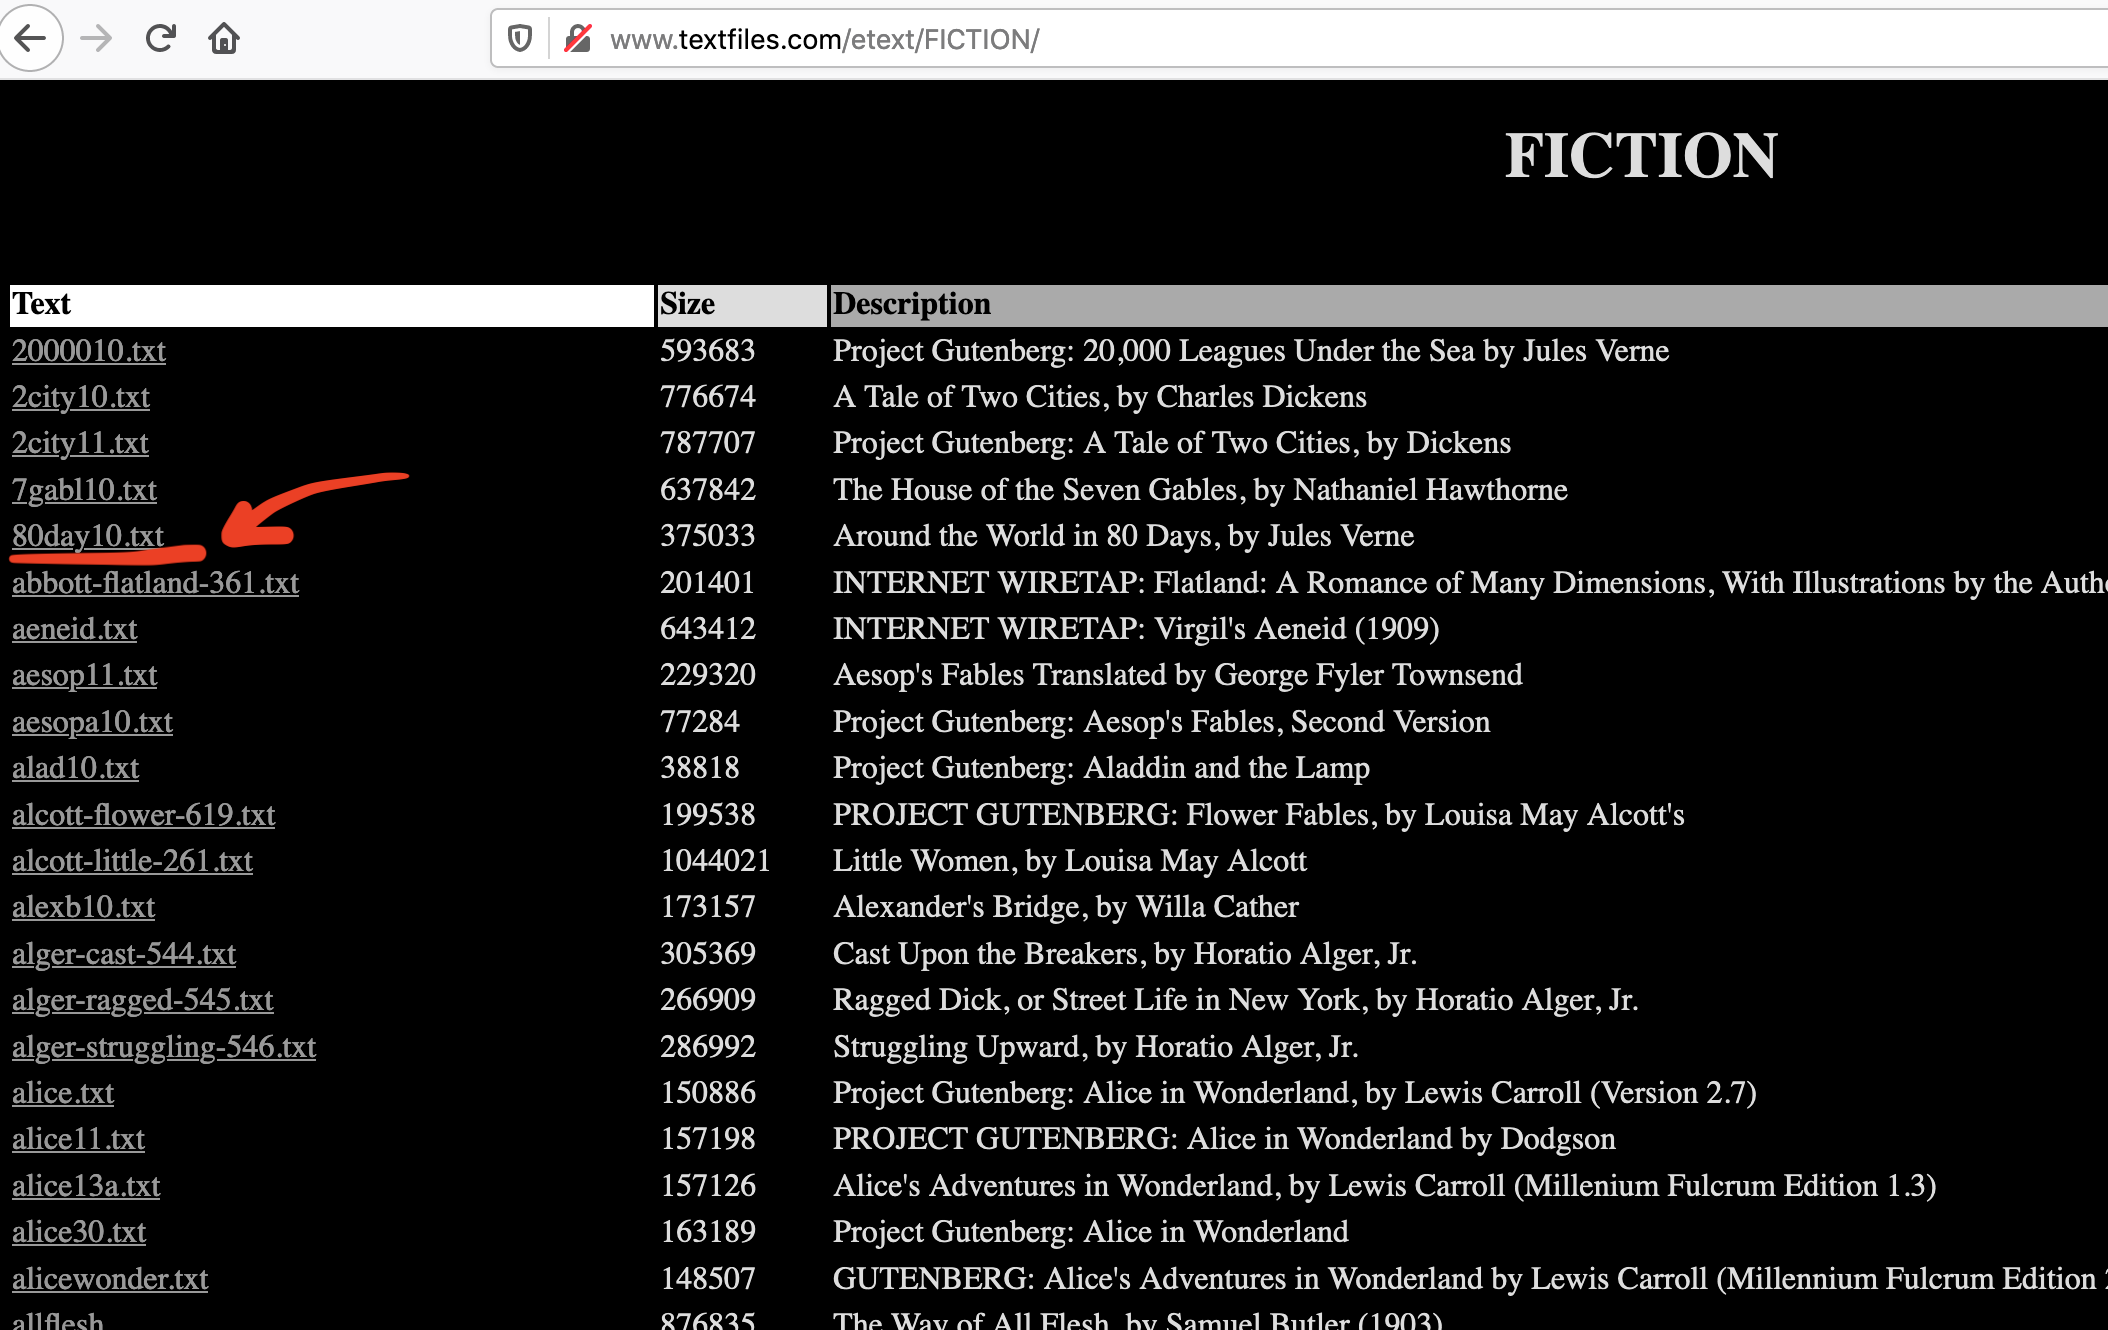 www.textfiles.com/etext/FICTION/
FICTION
Text Size Description
2000010.txt 593683 Project Gutenberg: 20,000 Leagues Under the Sea by Jules Verne
2city10.txt 776674 A Tale of Two Cities, by Charles Dickens
2city11.txt 787707 Project Gutenberg: A Tale of Two Cities, by Dickens
7gabl10.txt 637842 The House of the Seven Gables, by Nathaniel Hawthorne
80day10.txt 375033 Around the World in 80 Days, by Jules Verne
abbott-flatland-361.txt 201401 INTERNET WIRETAP: Flatland: A Romance of Many Dimensions, With Illustrations by the
aeneid.txt 643412 INTERNET WIRETAP: Virgil's Aeneid (1909)
aesop11.txt 229320 Aesop's Fables Translated by George Fyler Townsend
aesopa10.txt 77284 Project Gutenberg: Aesop's Fables, Second Version
alad10.txt 38818 Project Gutenberg: Aladdin and the Lamp
alcott-flower-619.txt 199538 PROJECT GUTENBERG: Flower Fables, by Louisa May Alcott's
alcott-little-261.txt 1044021 Little Women, by Louisa May Alcott
alexb10.txt 173157 Alexander's Bridge, by Willa Cather
alger-cast-544.txt 305369 Cast Upon the Breakers, by Horatio Alger, Jr.
alger-ragged-545.txt 266909 Ragged Dick, or Street Life in New York, by Horatio Alger, Jr.
alger-struggling-546.txt 286992 Struggling Upward, by Horatio Alger, Jr.
alice.txt 150886 Project Gutenberg: Alice in Wonderland, by Lewis Carroll (Version 2.7)
alice11.txt 157198 PROJECT GUTENBERG: Alice in Wonderland by Dodgson
alice13a.txt 157126 Alice's Adventures in Wonderland, by Lewis Carroll (Millenium Fulcrum Edition 1.3)
alice30.txt 163189 Project Gutenberg: Alice in Wonderland
alicewonder.txt 148507 GUTENBERG: Alice's Adventures in Wonderland by Lewis Carroll (Millennium Fulcrum Edition
allflesh 876835 The Way of All Flesh, by Samuel Butler (1903)